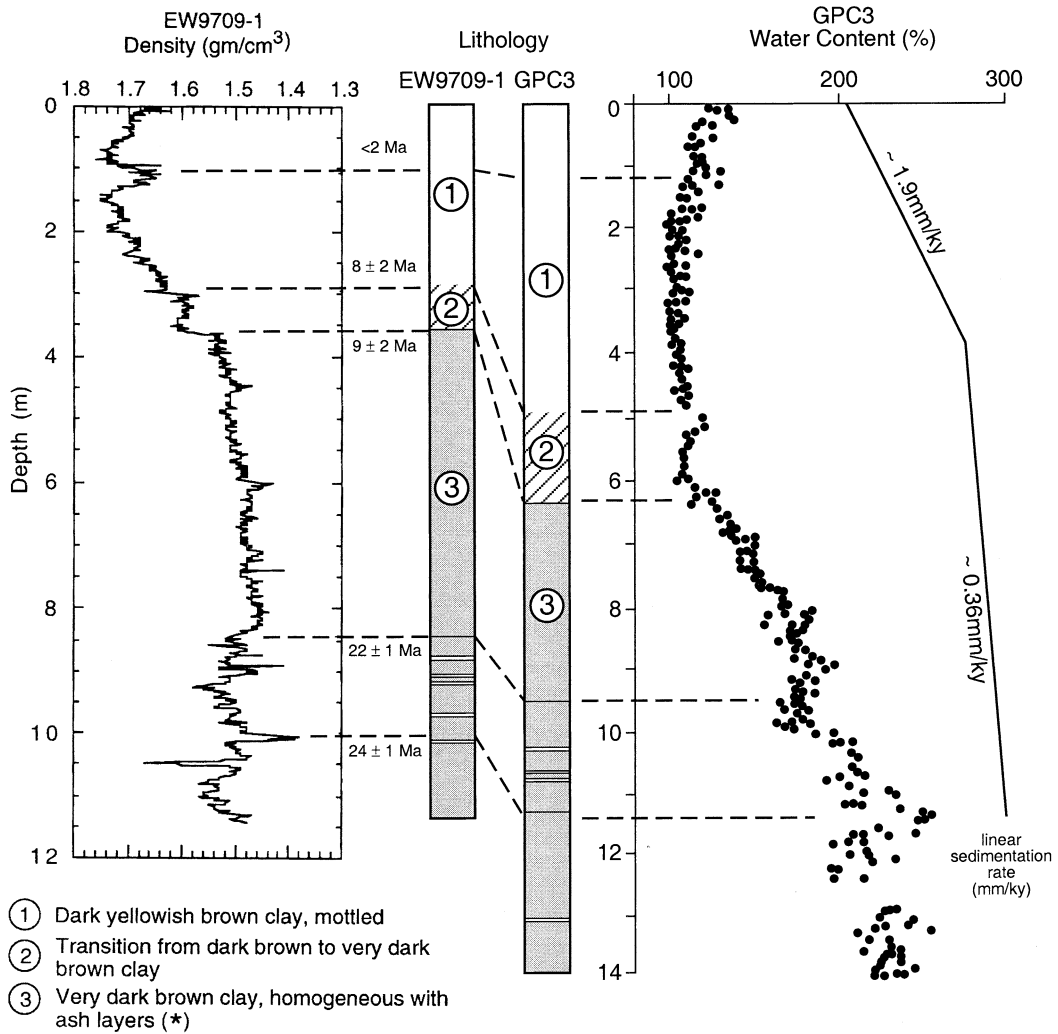 EW9709-1
Density (gm/cm3)
1.8 1.7 1.6 1.5 1.4 1.3
Lithology
EW9709-1 GPC3
GPC3
Water Content (%)
100 200 300
Depth (m)
0
2
4
6
8
10
12
<2 Ma
8 ± 2 Ma
9 ± 2 Ma
22 ± 1 Ma
24 ± 1 Ma
1
2
3
1
2
3
0
2
4
6
8
10
12
14
~ 1.9mm/ky
~ 0.36mm/ky
linear
sedimentation
rate
(mm/ky)
1 Dark yellowish brown clay, mottled
2 Transition from dark brown to very dark
brown clay
3 Very dark brown clay, homogeneous with
ash layers (*)